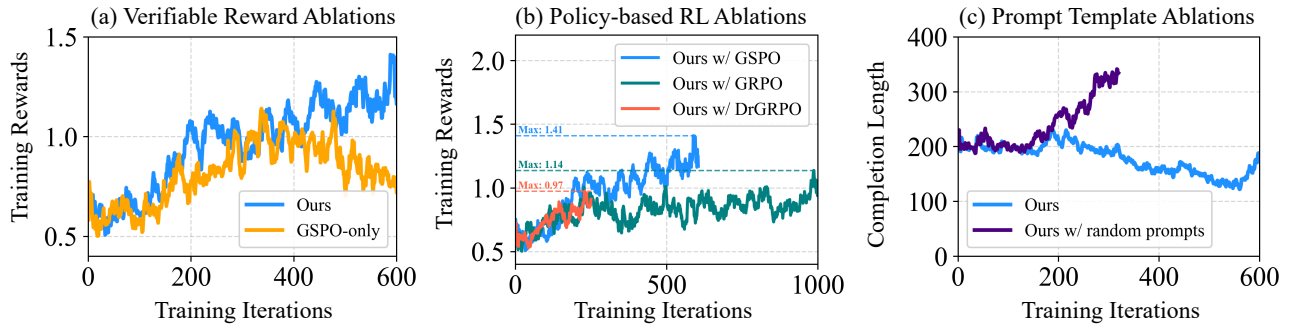 (a) Verifiable Reward Ablations
Training Rewards
1.5
1.0
0.5
0
200
400
600
Training Iterations
Ours
GSPO-only
(b) Policy-based RL Ablations
Training Rewards
2.0
1.5
1.0
0.5
0
500
1000
Training Iterations
Ours w/ GSPO
Ours w/ GRPO
Ours w/ DrGRPO
Max: 1.41
Max: 1.14
Max: 0.97
(c) Prompt Template Ablations
Completion Length
400
300
200
100
0
0
200
400
600
Training Iterations
Ours
Ours w/ random prompts